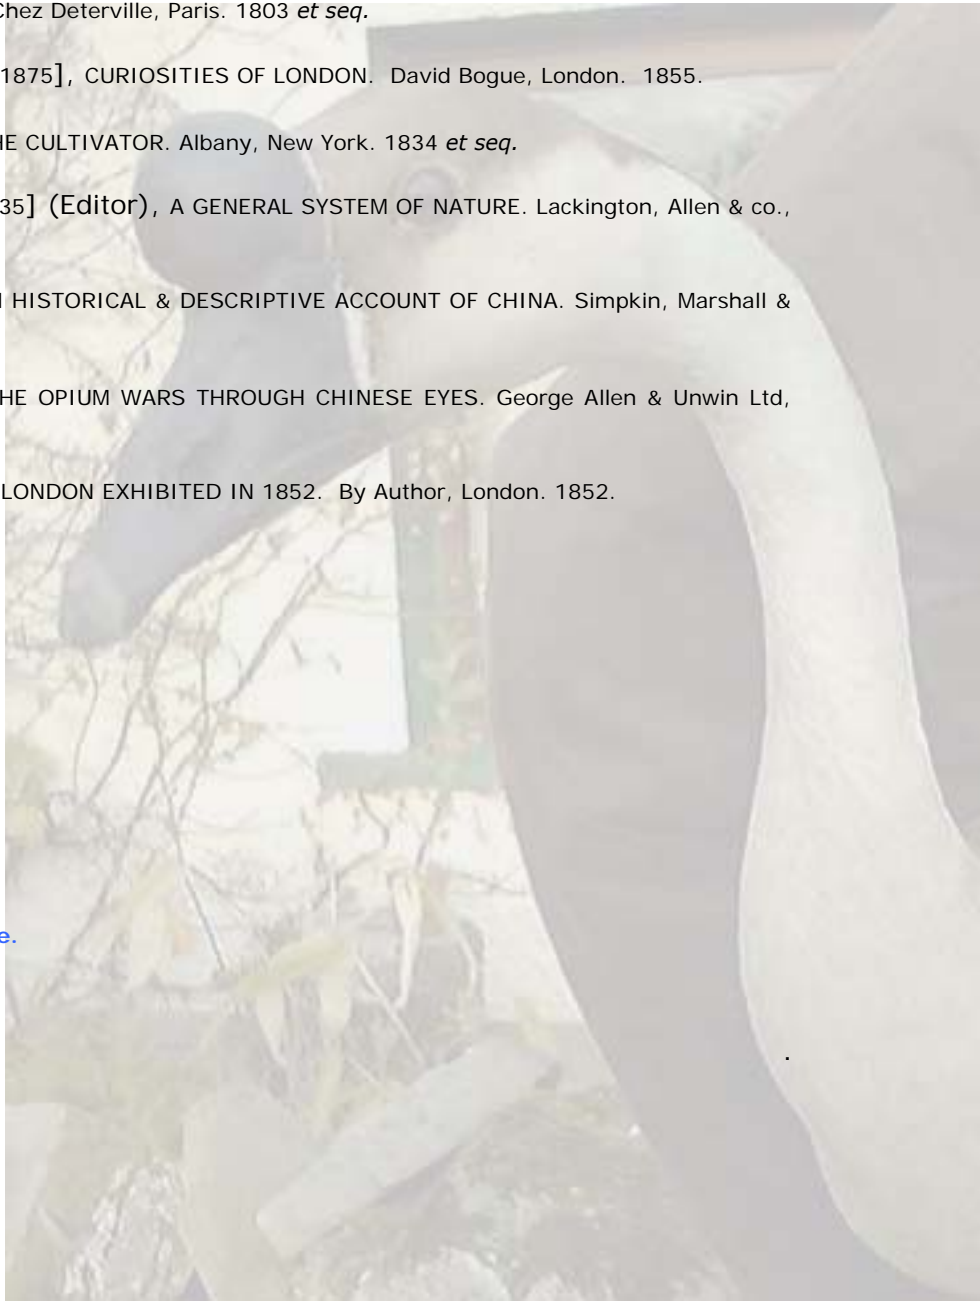 Chez Deterville, Paris. 1803 et seq.
1875], CURIOSITIES OF LONDON. David Bogue, London. 1855.
HE CULTIVATOR. Albany, New York. 1834 et seq.
35] (Editor), A GENERAL SYSTEM OF NATURE. Lackington, Allen & co.,
HISTORICAL & DESCRIPTIVE ACCOUNT OF CHINA. Simpkin, Marshall &
HE OPIUM WARS THROUGH CHINESE EYES. George Allen & Unwin Ltd,
LONDON EXHIBITED IN 1852. By Author, London. 1852.
e.
.